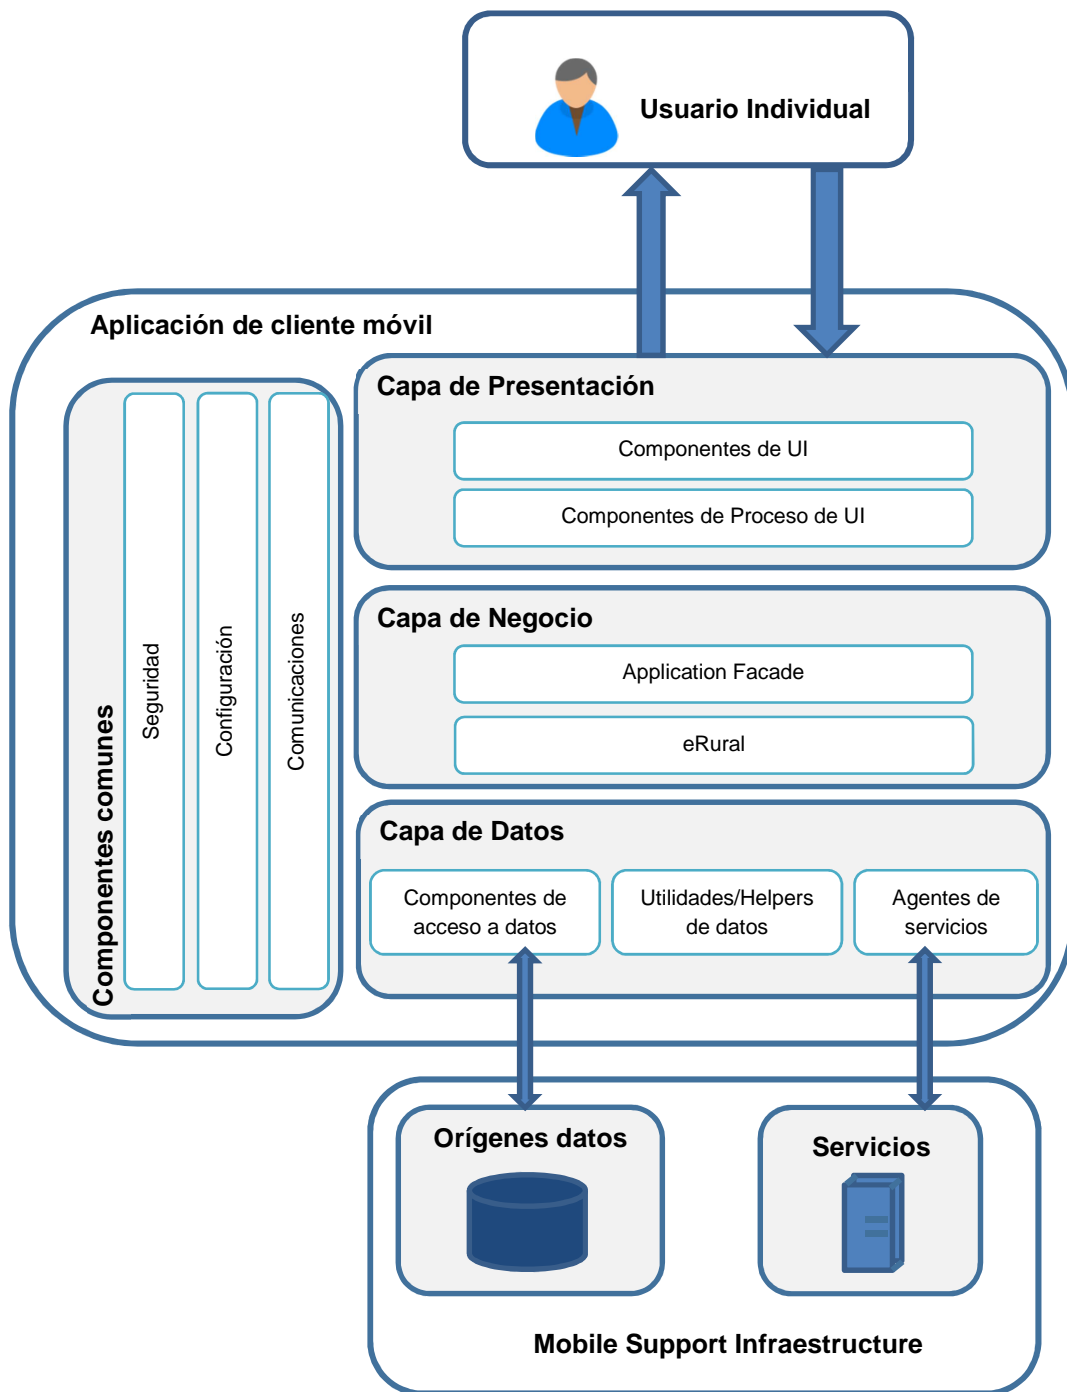 Usuario Individual
Aplicación de cliente móvil
Componentes comunes
Seguridad
Configuración
Comunicaciones
Capa de Presentación
Componentes de UI
Componentes de Proceso de UI
Capa de Negocio
Application Facade
eRural
Capa de Datos
Componentes de
acceso a datos
Utilidades/Helpers
de datos
Agentes de
servicios
Orígenes datos
Servicios
Mobile Support Infraestructure